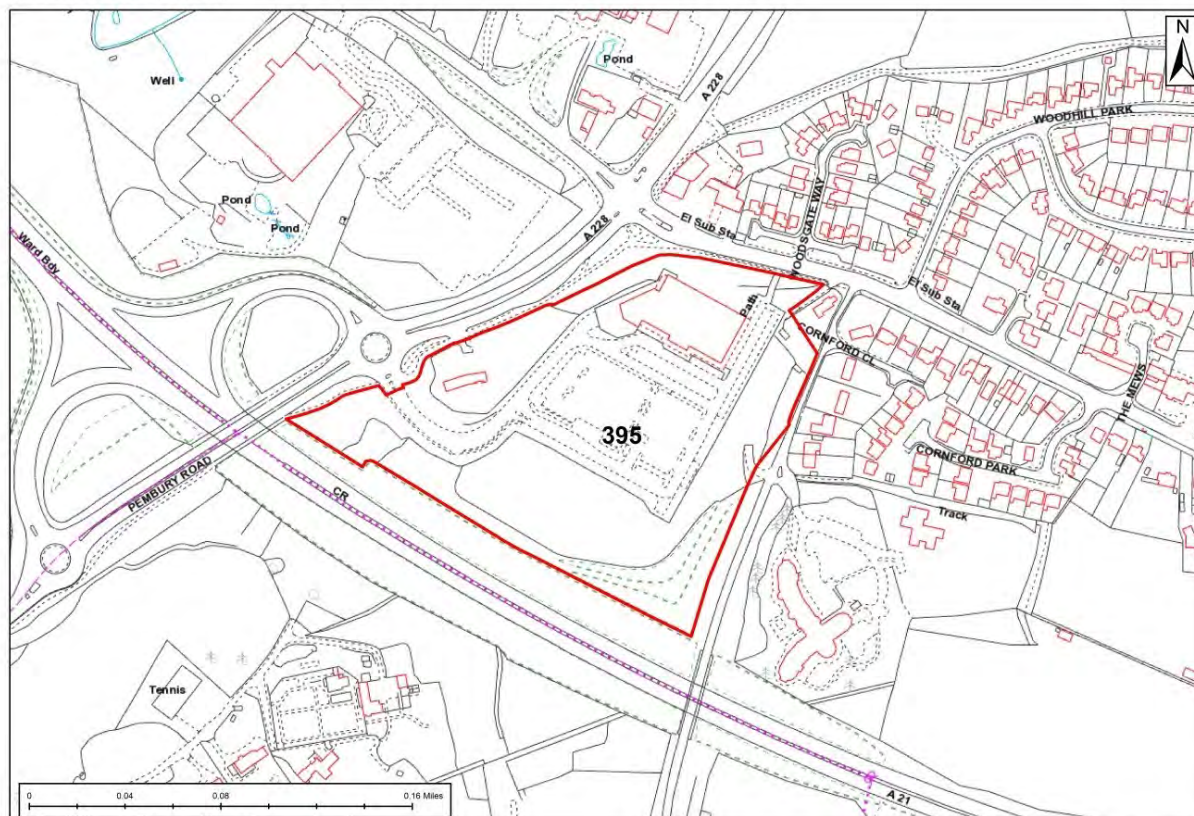 N
Pond
Well
A 228
WOODHILL PARK
Pond
Pond
WOODSGATE WAY
A 228
El Sub Sta
Ward Bdy
El Sub Sta
Path
CORNFORD CL
THE MEWS
395
CORNFORD PARK
PEMBURY ROAD
CR
Track
Tennis
A 21
0 0.04 0.08 0.16 Miles